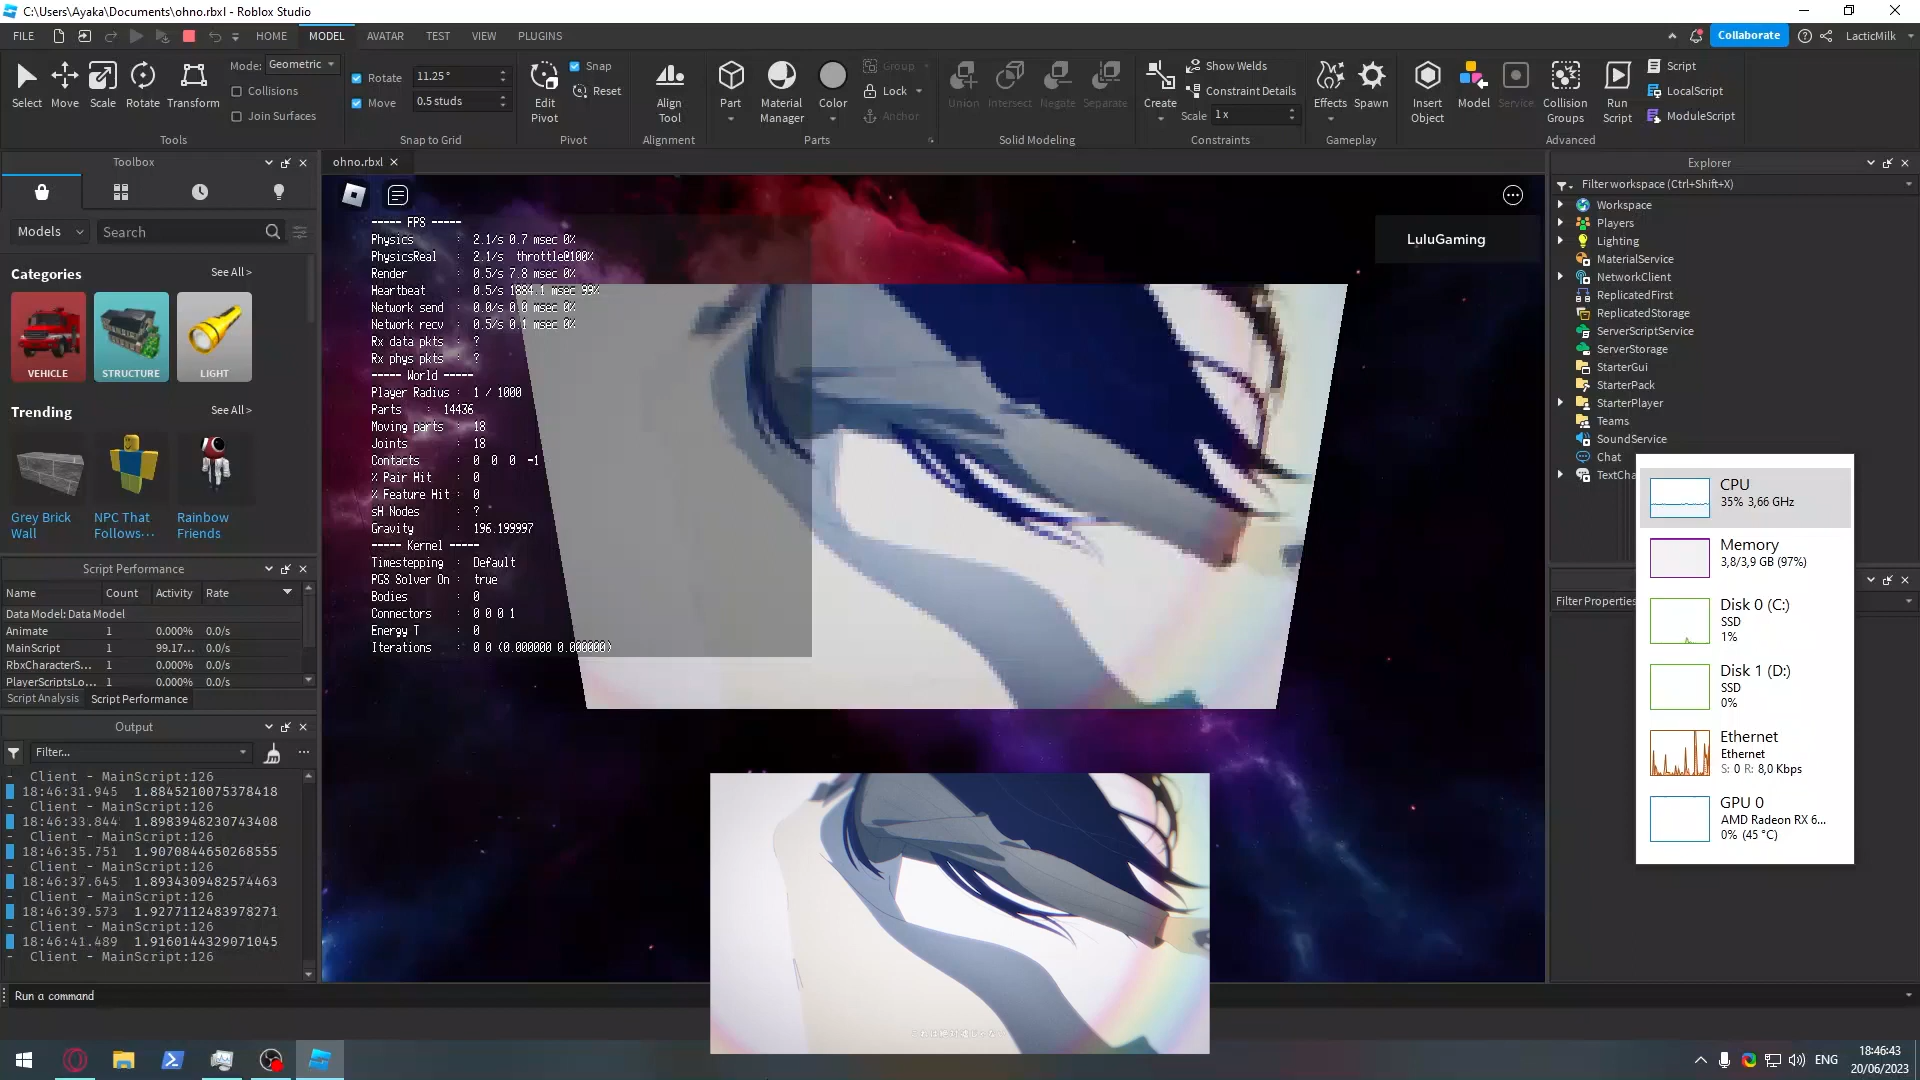 C:\Users\Ayaka\Documents\ohno.rbxl - Roblox Studio
FILE
HOME
MODEL
AVATAR
TEST
VIEW
PLUGINS
Collaborate
LacticMilk
Select
Move
Scale
Rotate
Transform
Mode:
Geometric
Collisions
Join Surfaces
Tools
Rotate
11.25°
Move
0.5 studs
Snap to Grid
Edit Pivot
Snap
Reset
Pivot
Align Tool
Alignment
Part
Material Manager
Color
Group
Lock
Anchor
Parts
Union
Intersect
Negate
Separate
Solid Modeling
Create
Show Welds
Constraint Details
Scale
1 x
Constraints
Effects
Spawn
Gameplay
Insert Object
Model
Service
Collision Groups
Run Script
Script
LocalScript
ModuleScript
Advanced
Toolbox
Models
Search
Categories
See All >
VEHICLE
STRUCTURE
LIGHT
Trending
See All >
Grey Brick Wall
NPC That Follows···
Rainbow Friends
Script Performance
Name Count Activity Rate
Data Model: Data Model
Animate 1 0.000% 0.0/s
MainScript 1 99.17... 0.0/s
RbxCharacterS... 1 0.000% 0.0/s
PlayerScriptsLo... 1 0.000% 0.0/s
Script Analysis
Script Performance
Output
Filter...
- Client - MainScript:126
18:46:31.945 1.8845210075378418
- Client - MainScript:126
18:46:33.844 1.8983948230743408
- Client - MainScript:126
18:46:35.751 1.9070844650268555
- Client - MainScript:126
18:46:37.645 1.8934309482574463
- Client - MainScript:126
18:46:39.573 1.9277112483978271
- Client - MainScript:126
18:46:41.489 1.9160144329071045
- Client - MainScript:126
Run a command
ohno.rbxl
----- FPS -----
Physics : 2.1/s 0.7 msec 0%
PhysicsReal : 2.1/s throttle@100%
Render : 0.5/s 7.8 msec 0%
Heartbeat : 0.5/s 1884.1 msec 99%
Network send : 0.0/s 0.0 msec 0%
Network recv : 0.5/s 0.1 msec 0%
Rx data pkts : ?
Rx phys pkts : ?
----- World -----
Player Radius : 1 / 1000
Parts : 14436
Moving parts : 18
Joints : 18
Contacts : 0 0 0 -1
% Pair Hit : 0
% Feature Hit : 0
sH Nodes : ?
Gravity : 196.199997
----- Kernel -----
Timestepping : Default
PGS Solver On : true
Bodies : 0
Connectors : 0 0 0 1
Energy T : 0
Iterations : 0 0 (0.000000 0.000000)
LuluGaming
Explorer
Filter workspace (Ctrl+Shift+X)
Workspace
Players
Lighting
MaterialService
NetworkClient
ReplicatedFirst
ReplicatedStorage
ServerScriptService
ServerStorage
StarterGui
StarterPack
StarterPlayer
Teams
SoundService
Chat
TextCha
Filter Properties
CPU
35% 3,66 GHz
Memory
3,8/3,9 GB (97%)
Disk 0 (C:)
SSD
1%
Disk 1 (D:)
SSD
0%
Ethernet
Ethernet
S: 0 R: 8,0 Kbps
GPU 0
AMD Radeon RX 6...
0% (45 °C)
ENG
18:46:43
20/06/2023